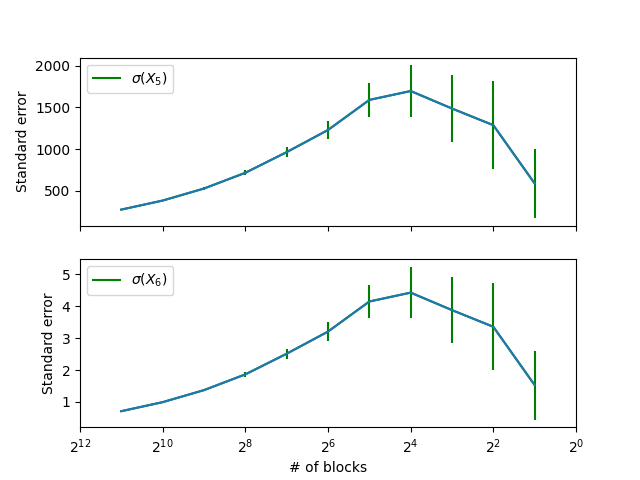 σ(X₅)
2000
1500
1000
500
Standard error
σ(X₆)
5
4
3
2
1
Standard error
2¹² 2¹⁰ 2⁸ 2⁶ 2⁴ 2² 2⁰
# of blocks